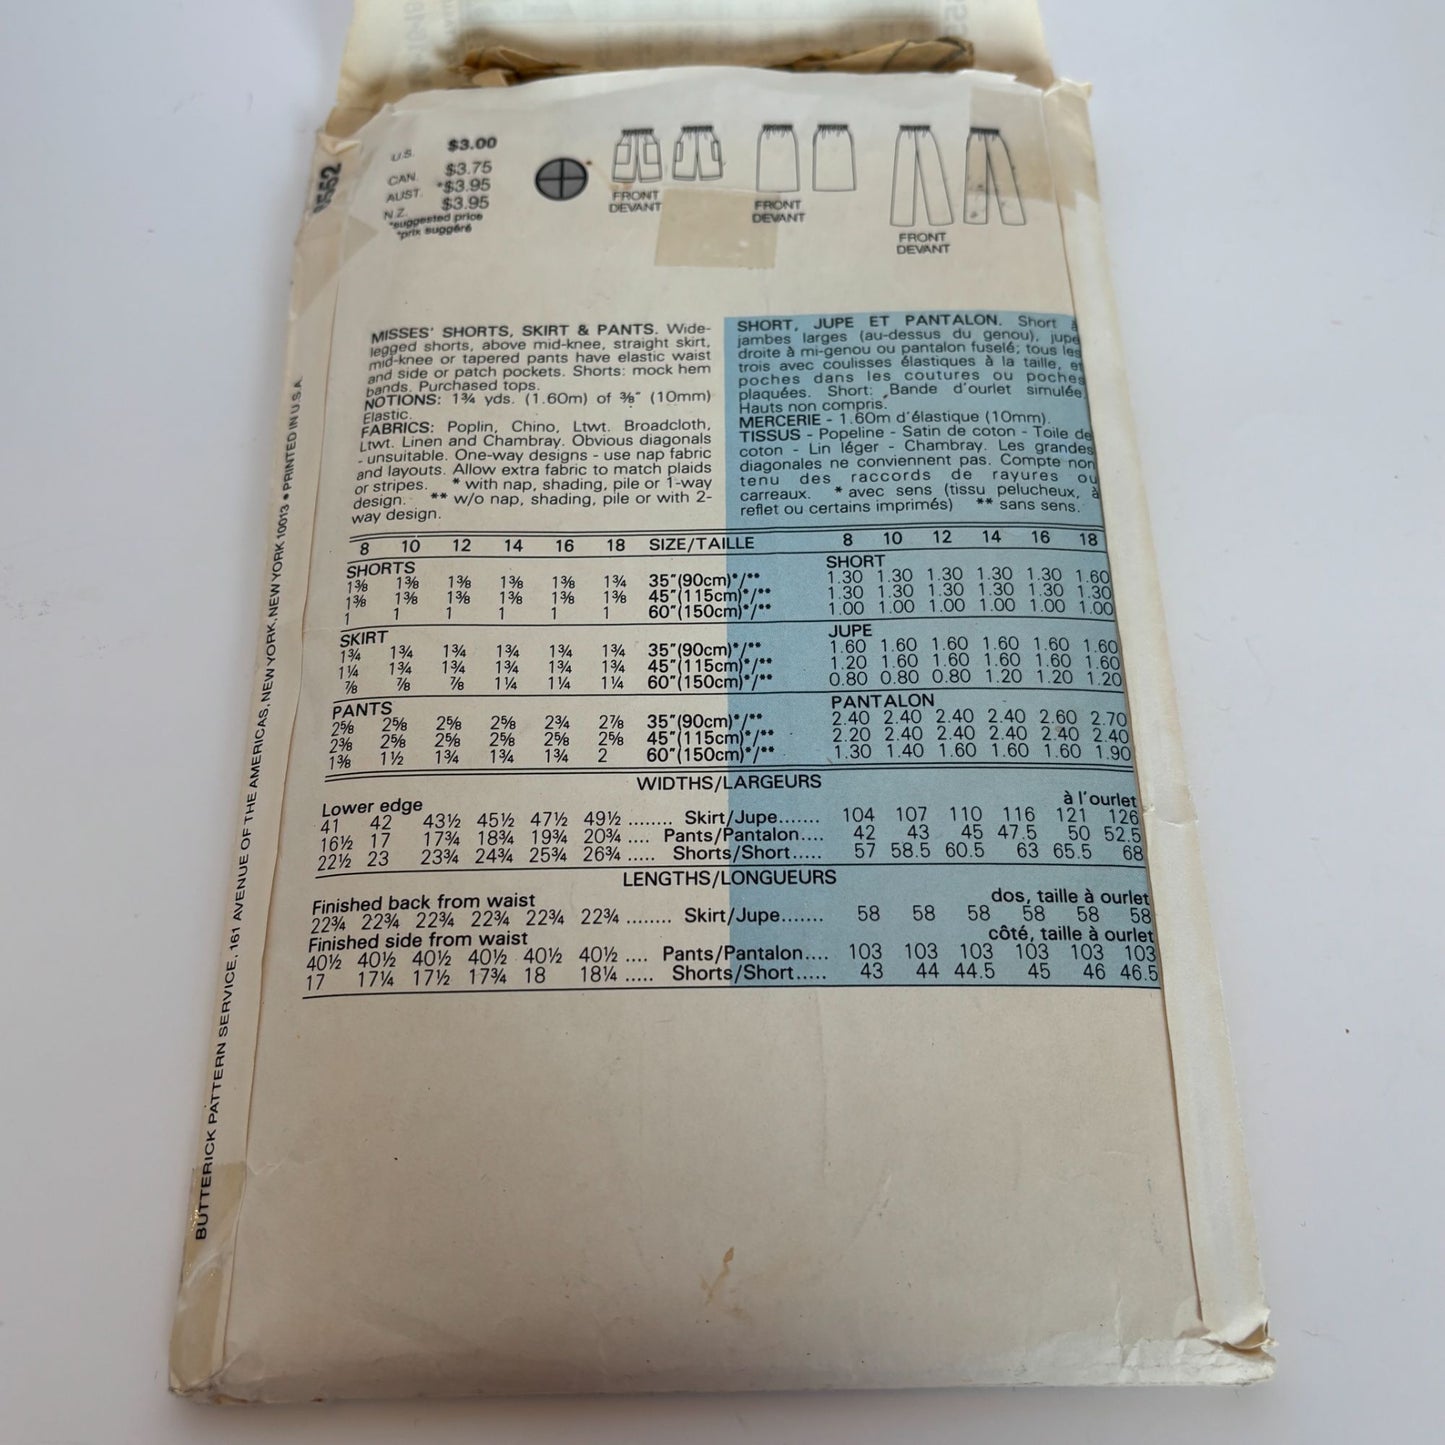 U.S. $3.00
CAN. $3.75
AUST. *$3.95
N.Z. $3.95
*suggested price
*prix suggéré
FRONT
DEVANT
FRONT
DEVANT
FRONT
DEVANT
MISSES' SHORTS, SKIRT & PANTS. Wide-
legged shorts, above mid-knee, straight skirt,
mid-knee or tapered pants have elastic waist
and side or patch pockets. Shorts: mock hem
bands. Purchased tops.
NOTIONS: 1¾ yds. (1.60m) of ⅜" (10mm)
Elastic.
FABRICS: Poplin, Chino, Ltwt. Broadcloth,
Ltwt. Linen and Chambray. Obvious diagonals
- unsuitable. One-way designs - use nap fabric
and layouts. Allow extra fabric to match plaids
or stripes. * with nap, shading, pile or 1-way
design. ** w/o nap, shading, pile or with 2-
way design.
SHORT, JUPE ET PANTALON. Short à
jambes larges (au-dessus du genou), jupe
droite à mi-genou ou pantalon fuselé; tous les
trois avec coulisses élastiques à la taille, et
poches dans les coutures ou poches
plaquées. Short: Bande d'ourlet simulée.
Hauts non compris.
MERCERIE - 1.60m d'élastique (10mm).
TISSUS - Popeline - Satin de coton - Toile de
coton - Lin léger - Chambray. Les grandes
diagonales ne conviennent pas. Compte non
tenu des raccords de rayures ou
carreaux. * avec sens (tissu pelucheux, à
reflet ou certains imprimés) ** sans sens.
8 10 12 14 16 18 SIZE/TAILLE 8 10 12 14 16 18
SHORTS SHORT
1⅜ 1⅜ 1⅜ 1⅜ 1⅜ 1¾ 35"(90cm)*/** 1.30 1.30 1.30 1.30 1.30 1.60
1⅜ 1⅜ 1⅜ 1⅜ 1⅜ 1⅜ 45"(115cm)*/** 1.30 1.30 1.30 1.30 1.30 1.30
1 1 1 1 1 1 60"(150cm)*/** 1.00 1.00 1.00 1.00 1.00 1.00
SKIRT JUPE
1¾ 1¾ 1¾ 1¾ 1¾ 1¾ 35"(90cm)*/** 1.60 1.60 1.60 1.60 1.60 1.60
1¼ 1¾ 1¾ 1¾ 1¾ 1¾ 45"(115cm)*/** 1.20 1.60 1.60 1.60 1.60 1.60
⅞ ⅞ ⅞ 1¼ 1¼ 1¼ 60"(150cm)*/** 0.80 0.80 0.80 1.20 1.20 1.20
PANTS PANTALON
2⅝ 2⅝ 2⅝ 2⅝ 2¾ 2⅞ 35"(90cm)*/** 2.40 2.40 2.40 2.40 2.60 2.70
2⅜ 2⅝ 2⅝ 2⅝ 2⅝ 2⅝ 45"(115cm)*/** 2.20 2.40 2.40 2.40 2.40 2.40
1⅜ 1½ 1¾ 1¾ 1¾ 2 60"(150cm)*/** 1.30 1.40 1.60 1.60 1.60 1.90
WIDTHS/LARGEURS
Lower edge à l'ourlet
41 42 43½ 45½ 47½ 49½ ........ Skirt/Jupe....... 104 107 110 116 121 126
16½ 17 17¾ 18¾ 19¾ 20¾ .... Pants/Pantalon.... 42 43 45 47.5 50 52.5
22½ 23 23¾ 24¾ 25¾ 26¾ ..... Shorts/Short..... 57 58.5 60.5 63 65.5 68
LENGTHS/LONGUEURS
Finished back from waist dos, taille à ourlet
22¾ 22¾ 22¾ 22¾ 22¾ 22¾ ........ Skirt/Jupe....... 58 58 58 58 58 58
Finished side from waist côté, taille à ourlet
40½ 40½ 40½ 40½ 40½ 40½ .... Pants/Pantalon.... 103 103 103 103 103 103
17 17¼ 17½ 17¾ 18 18¼ ..... Shorts/Short..... 43 44 44.5 45 46 46.5
BUTTERICK PATTERN SERVICE, 161 AVENUE OF THE AMERICAS, NEW YORK, NEW YORK 10013 • PRINTED IN U.S.A.